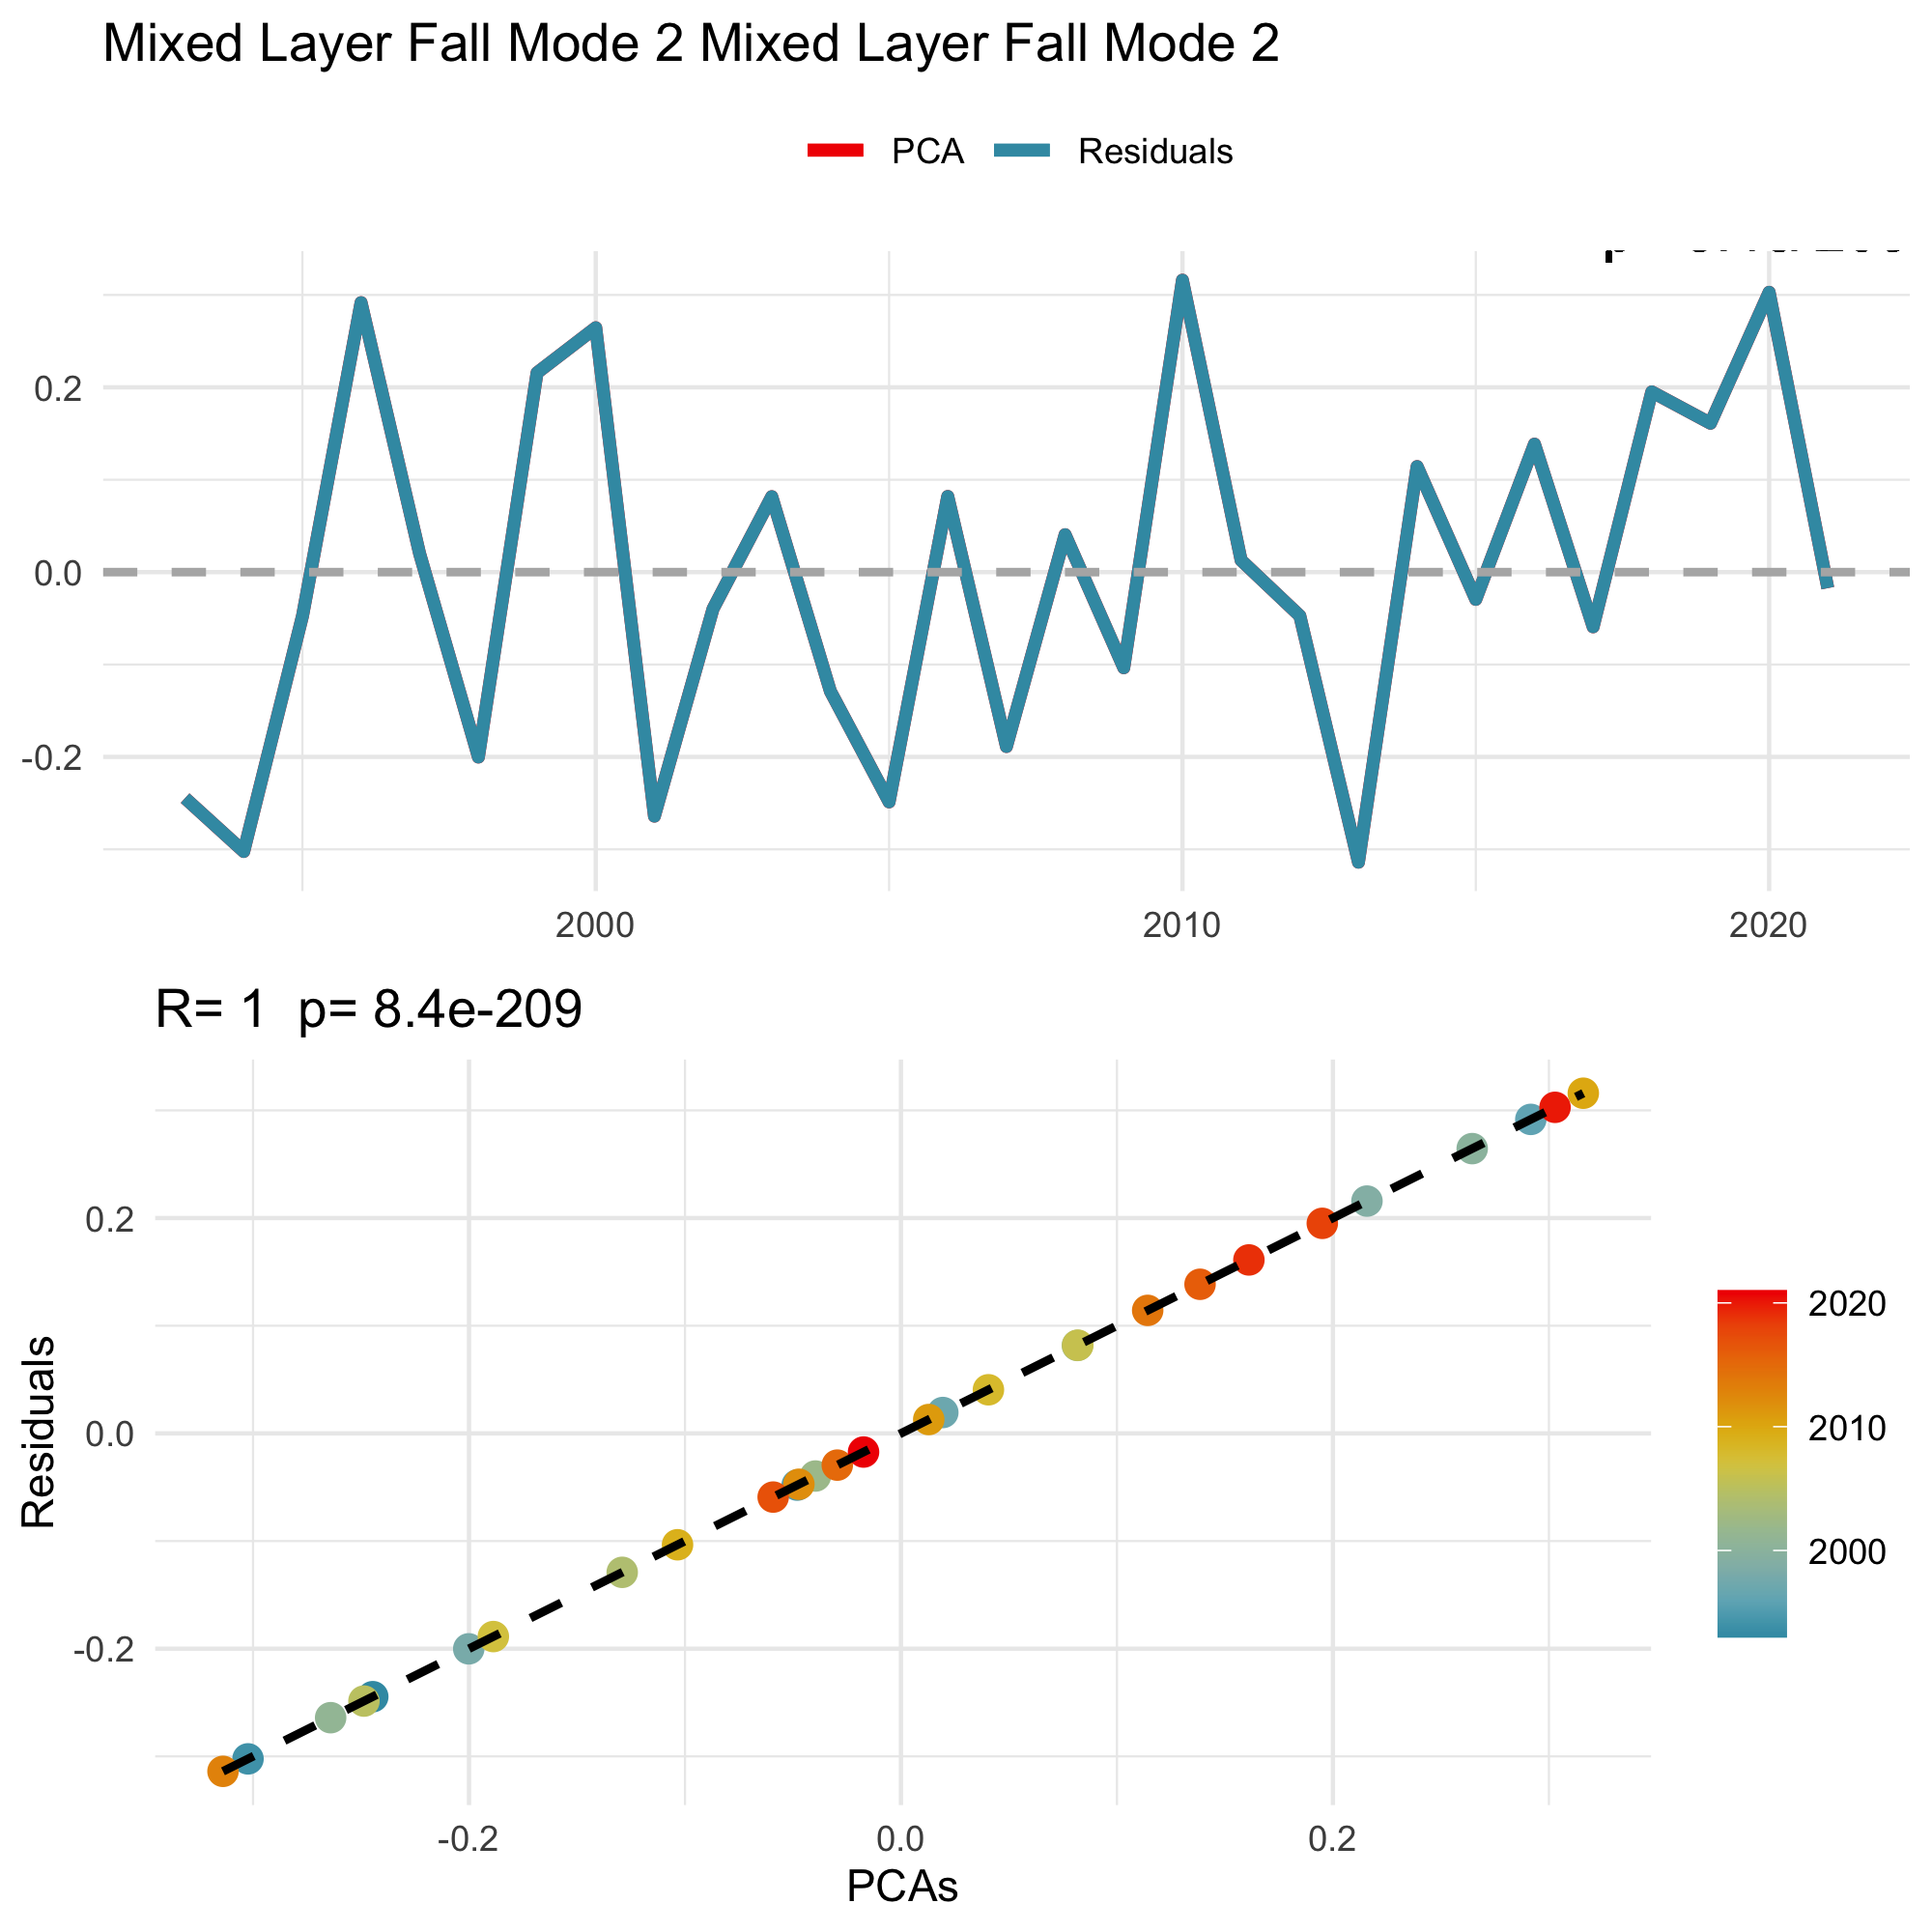 Mixed Layer Fall Mode 2 Mixed Layer Fall Mode 2
PCA Residuals
0.2
0.0
-0.2
2000 2010 2020
R= 1 p= 8.4e-209
Residuals
0.2
0.0
-0.2
-0.2 0.0 0.2
PCAs
2020
2010
2000